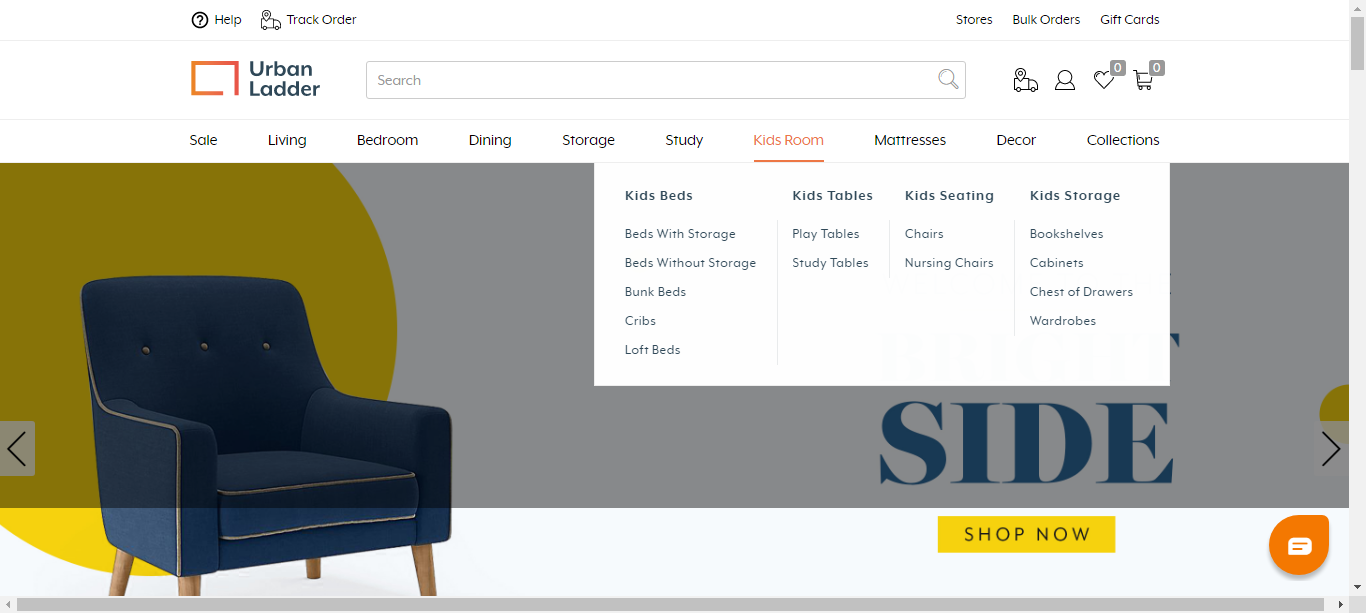 Help
Track Order
Stores
Bulk Orders
Gift Cards
Urban
Ladder
Search
0
0
Sale
Living
Bedroom
Dining
Storage
Study
Kids Room
Mattresses
Decor
Collections
Kids Beds
Beds With Storage
Beds Without Storage
Bunk Beds
Cribs
Loft Beds
Kids Tables
Play Tables
Study Tables
Kids Seating
Chairs
Nursing Chairs
Kids Storage
Bookshelves
Cabinets
Chest of Drawers
Wardrobes
SIDE
SHOP NOW